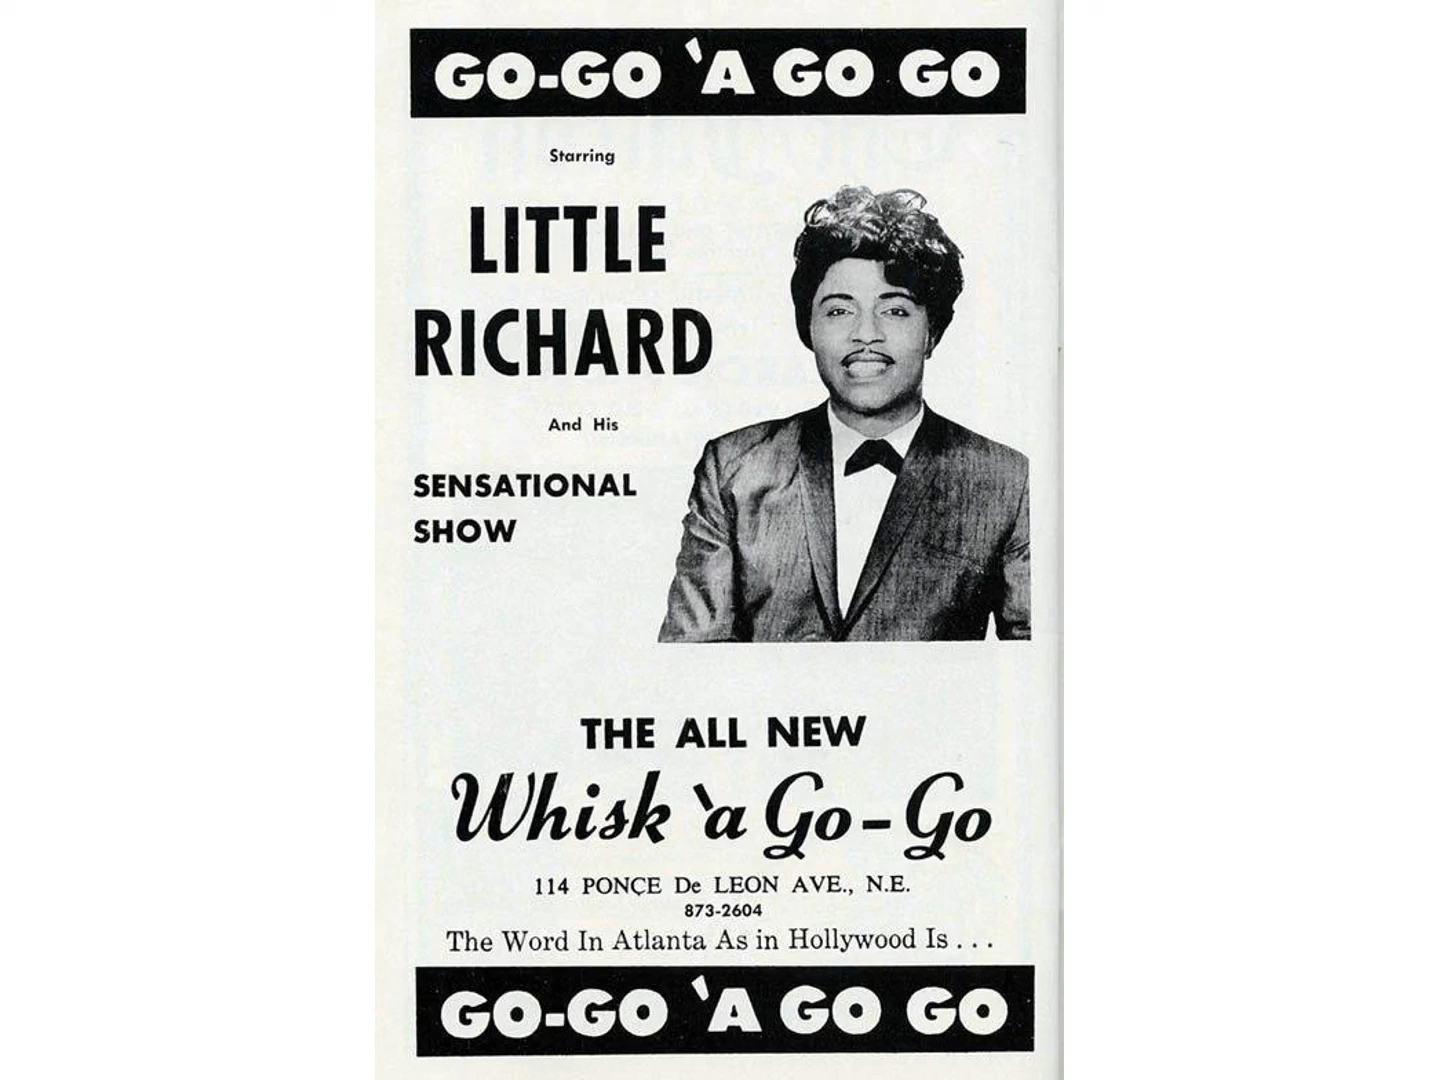 GO-GO 'A GO GO
Starring
LITTLE
RICHARD
And His
SENSATIONAL
SHOW
THE ALL NEW
Whisk 'a Go-Go
114 PONÇE De LEON AVE., N.E.
873-2604
The Word In Atlanta As in Hollywood Is . . .
GO-GO 'A GO GO